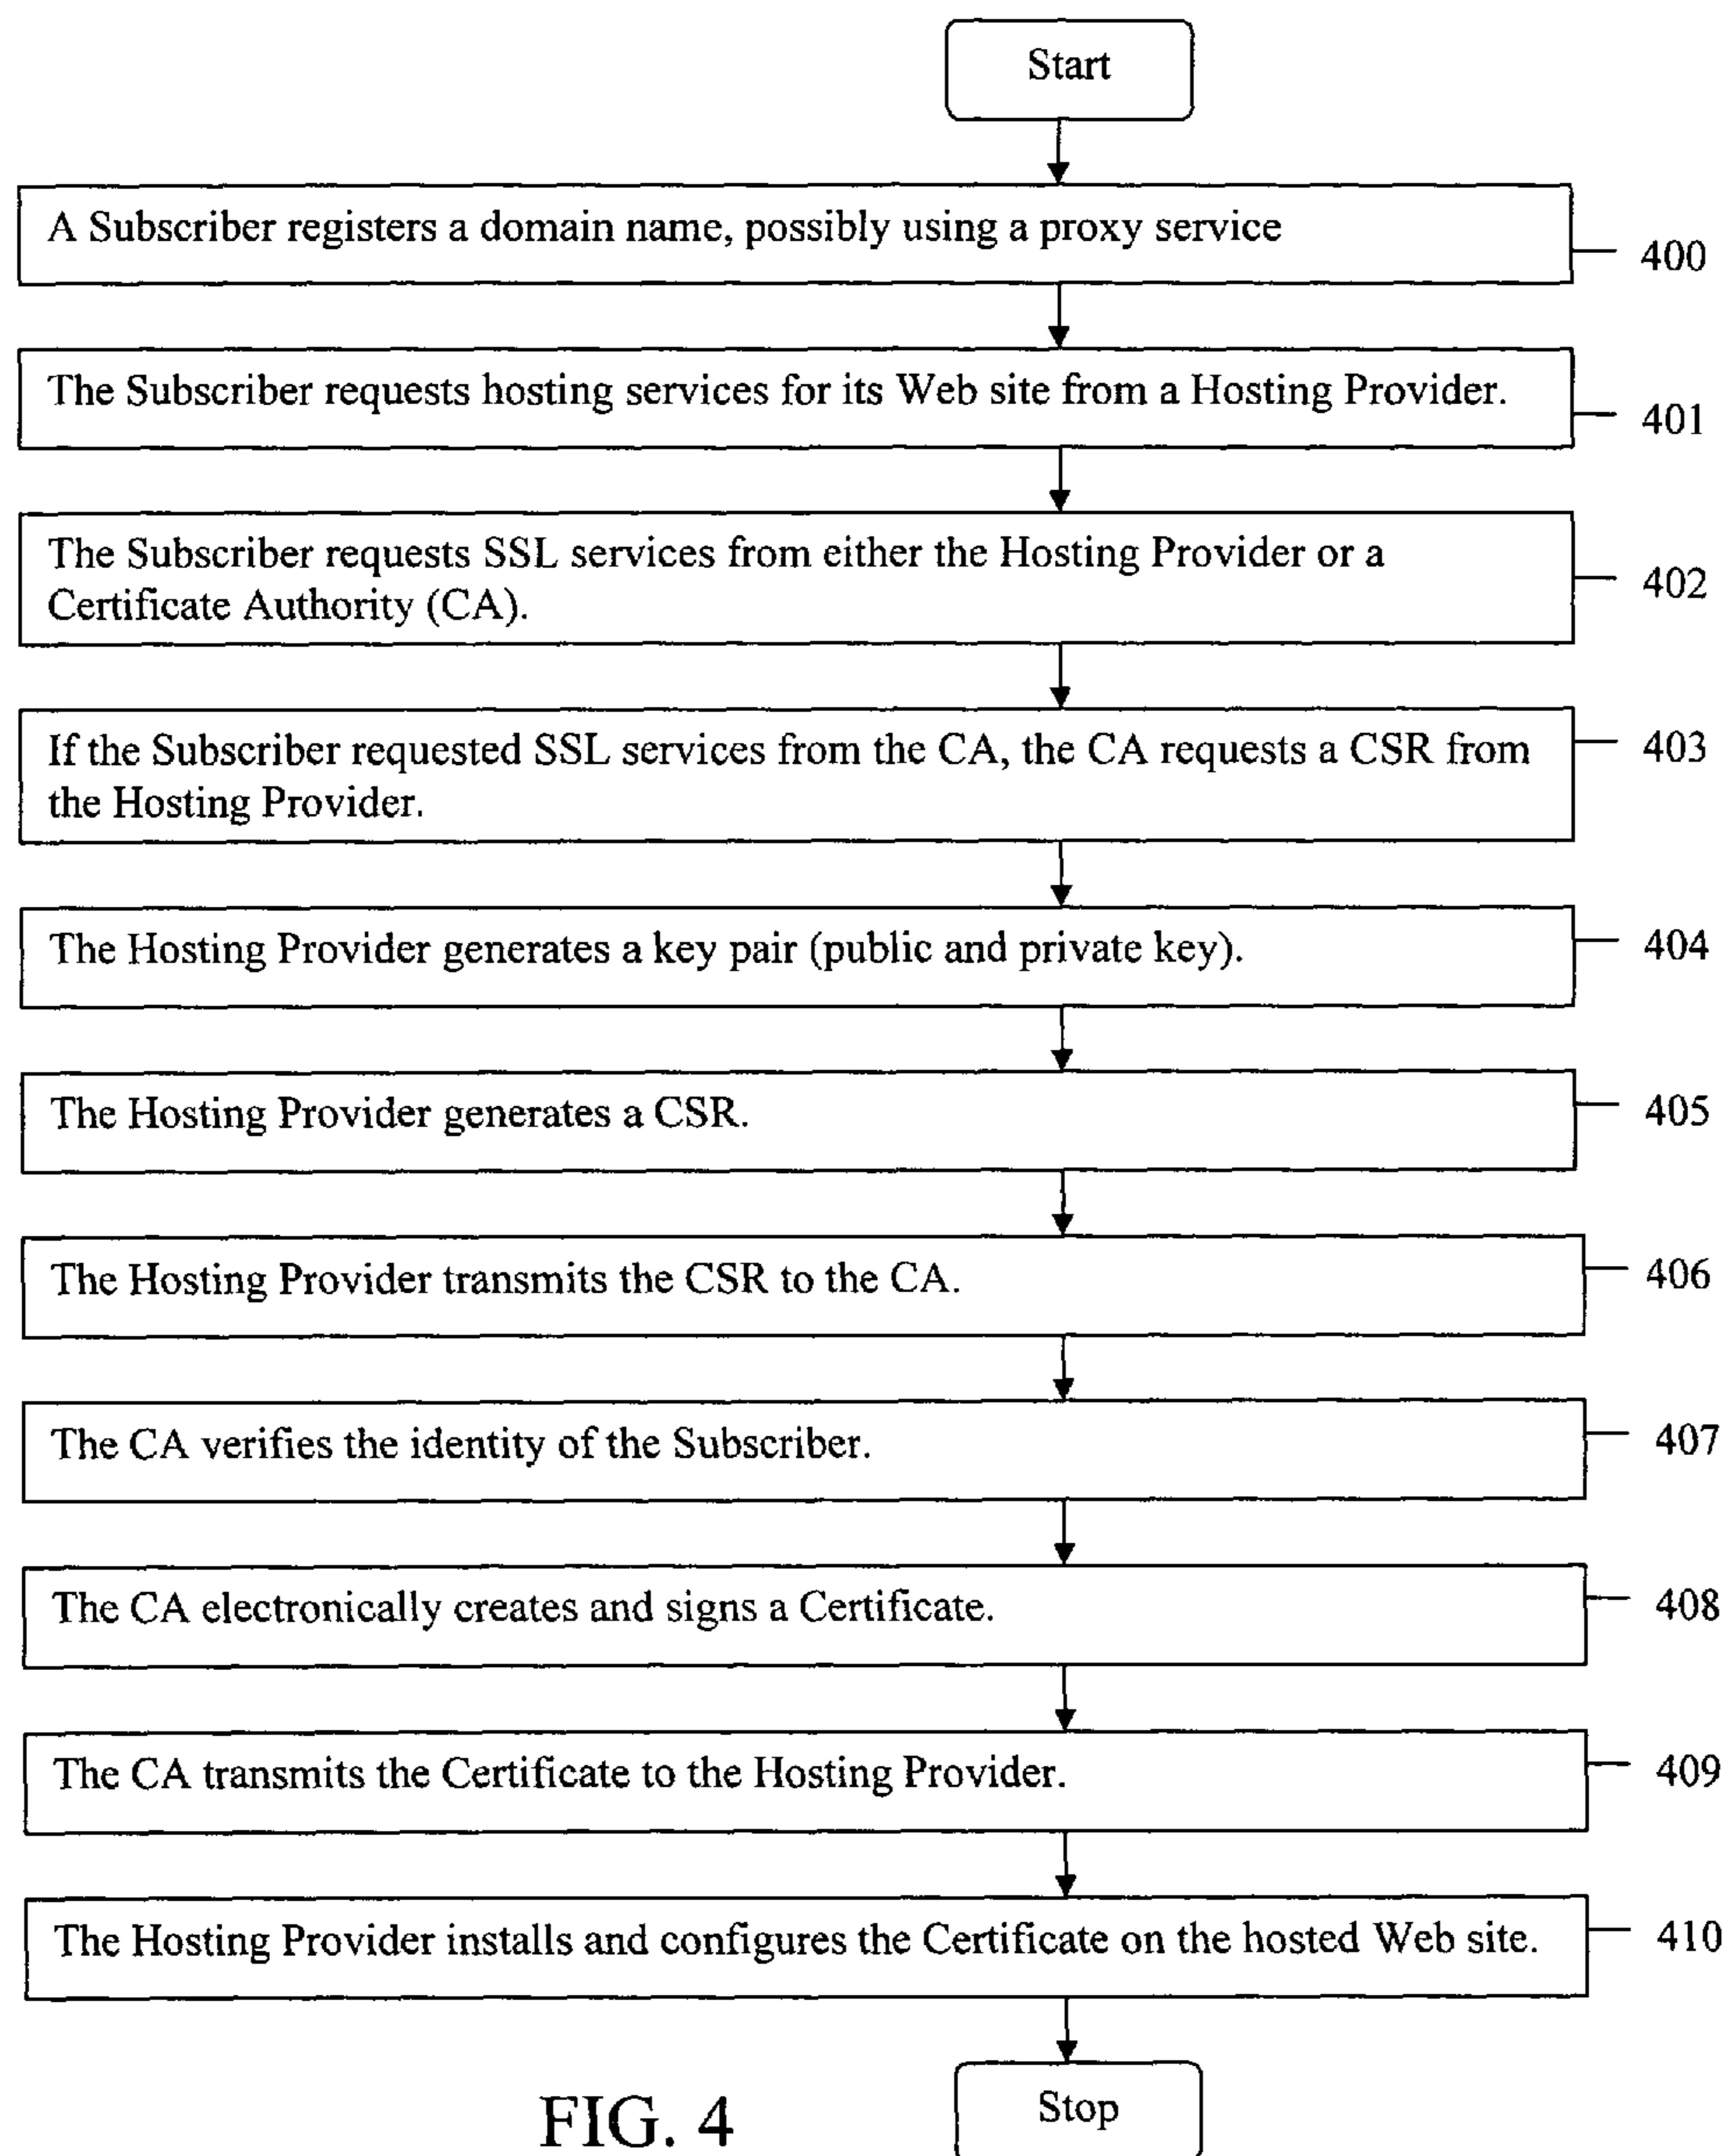 Start
A Subscriber registers a domain name, possibly using a proxy service
400
The Subscriber requests hosting services for its Web site from a Hosting Provider.
401
The Subscriber requests SSL services from either the Hosting Provider or a
Certificate Authority (CA).
402
If the Subscriber requested SSL services from the CA, the CA requests a CSR from
the Hosting Provider.
403
The Hosting Provider generates a key pair (public and private key).
404
The Hosting Provider generates a CSR.
405
The Hosting Provider transmits the CSR to the CA.
406
The CA verifies the identity of the Subscriber.
407
The CA electronically creates and signs a Certificate.
408
The CA transmits the Certificate to the Hosting Provider.
409
The Hosting Provider installs and configures the Certificate on the hosted Web site.
410
Stop
FIG. 4